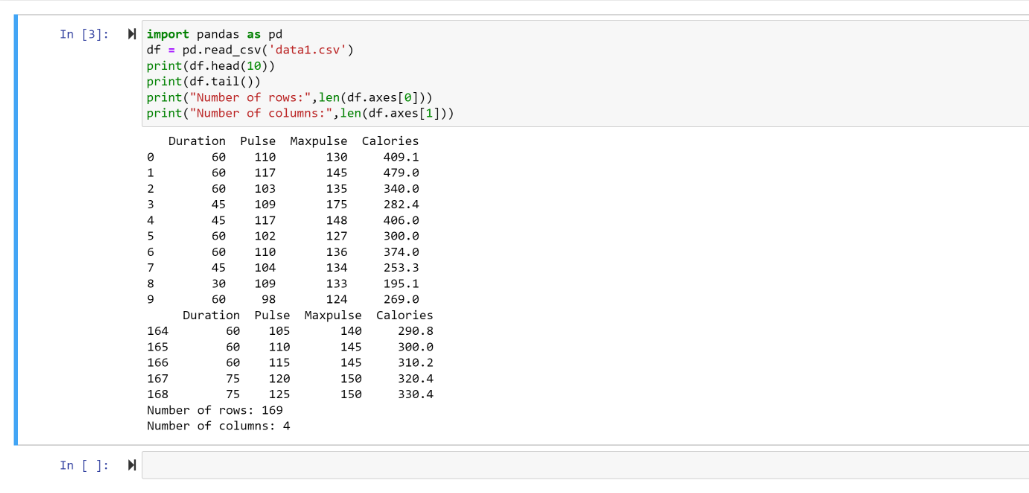 In [3]:
import pandas as pd
df = pd.read_csv('data1.csv')
print(df.head(10))
print(df.tail())
print("Number of rows:",len(df.axes[0]))
print("Number of columns:",len(df.axes[1]))
   Duration  Pulse  Maxpulse  Calories
0        60    110       130     409.1
1        60    117       145     479.0
2        60    103       135     340.0
3        45    109       175     282.4
4        45    117       148     406.0
5        60    102       127     300.0
6        60    110       136     374.0
7        45    104       134     253.3
8        30    109       133     195.1
9        60     98       124     269.0
     Duration  Pulse  Maxpulse  Calories
164        60    105       140     290.8
165        60    110       145     300.0
166        60    115       145     310.2
167        75    120       150     320.4
168        75    125       150     330.4
Number of rows: 169
Number of columns: 4
In [ ]: